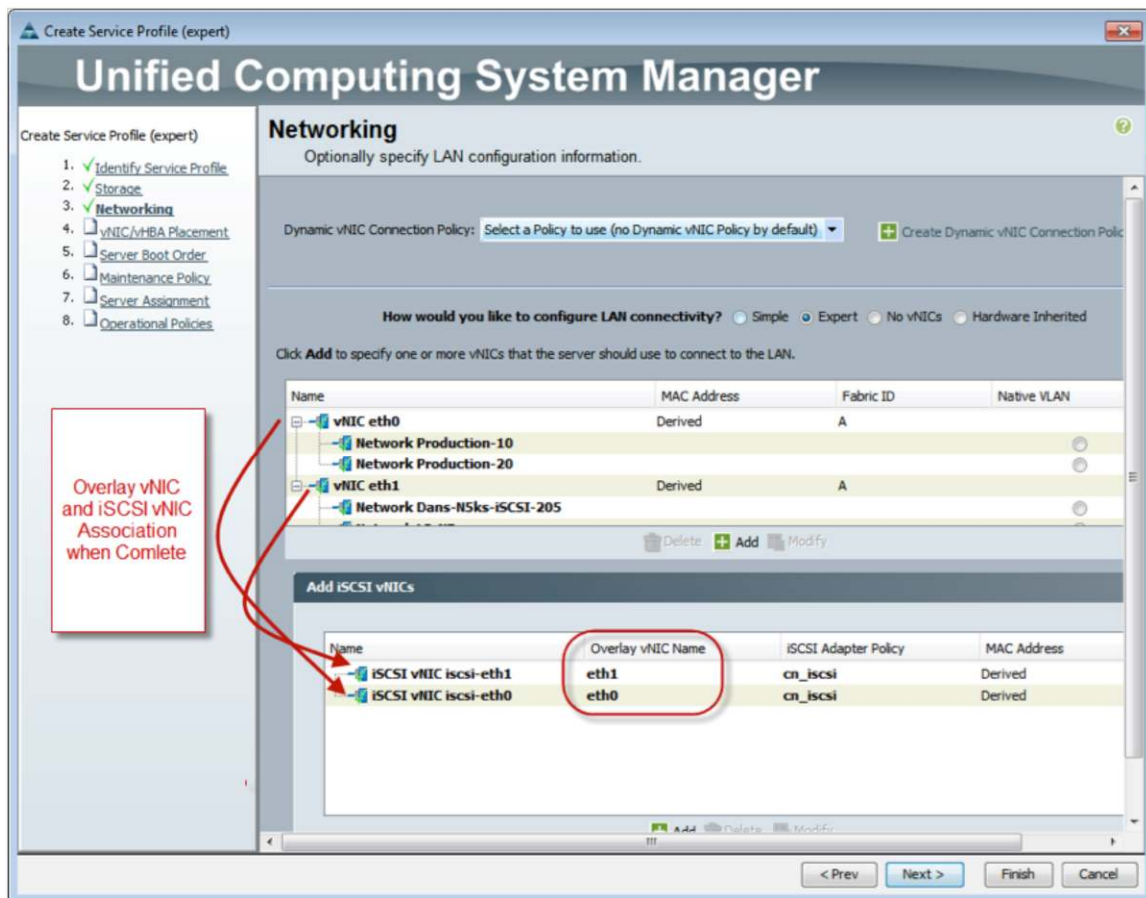 Create Service Profile (expert)
Unified Computing System Manager
Create Service Profile (expert)
1. Identify Service Profile
2. Storage
3. Networking
4. vNIC/vHBA Placement
5. Server Boot Order
6. Maintenance Policy
7. Server Assignment
8. Operational Policies
Overlay vNIC
and iSCSI vNIC
Association
when Comlete
Networking
Optionally specify LAN configuration information.
Dynamic vNIC Connection Policy: Select a Policy to use (no Dynamic vNIC Policy by default) Create Dynamic vNIC Connection Polic
How would you like to configure LAN connectivity? Simple Expert No vNICs Hardware Inherited
Click Add to specify one or more vNICs that the server should use to connect to the LAN.
Name MAC Address Fabric ID Native VLAN
vNIC eth0 Derived A
Network Production-10
Network Production-20
vNIC eth1 Derived A
Network Dans-N5ks-iSCSI-205
Delete Add Modify
Add iSCSI vNICs
Name Overlay vNIC Name iSCSI Adapter Policy MAC Address
iSCSI vNIC iscsi-eth1 eth1 cn_iscsi Derived
iSCSI vNIC iscsi-eth0 eth0 cn_iscsi Derived
Add Delete Modify
< Prev Next > Finish Cancel